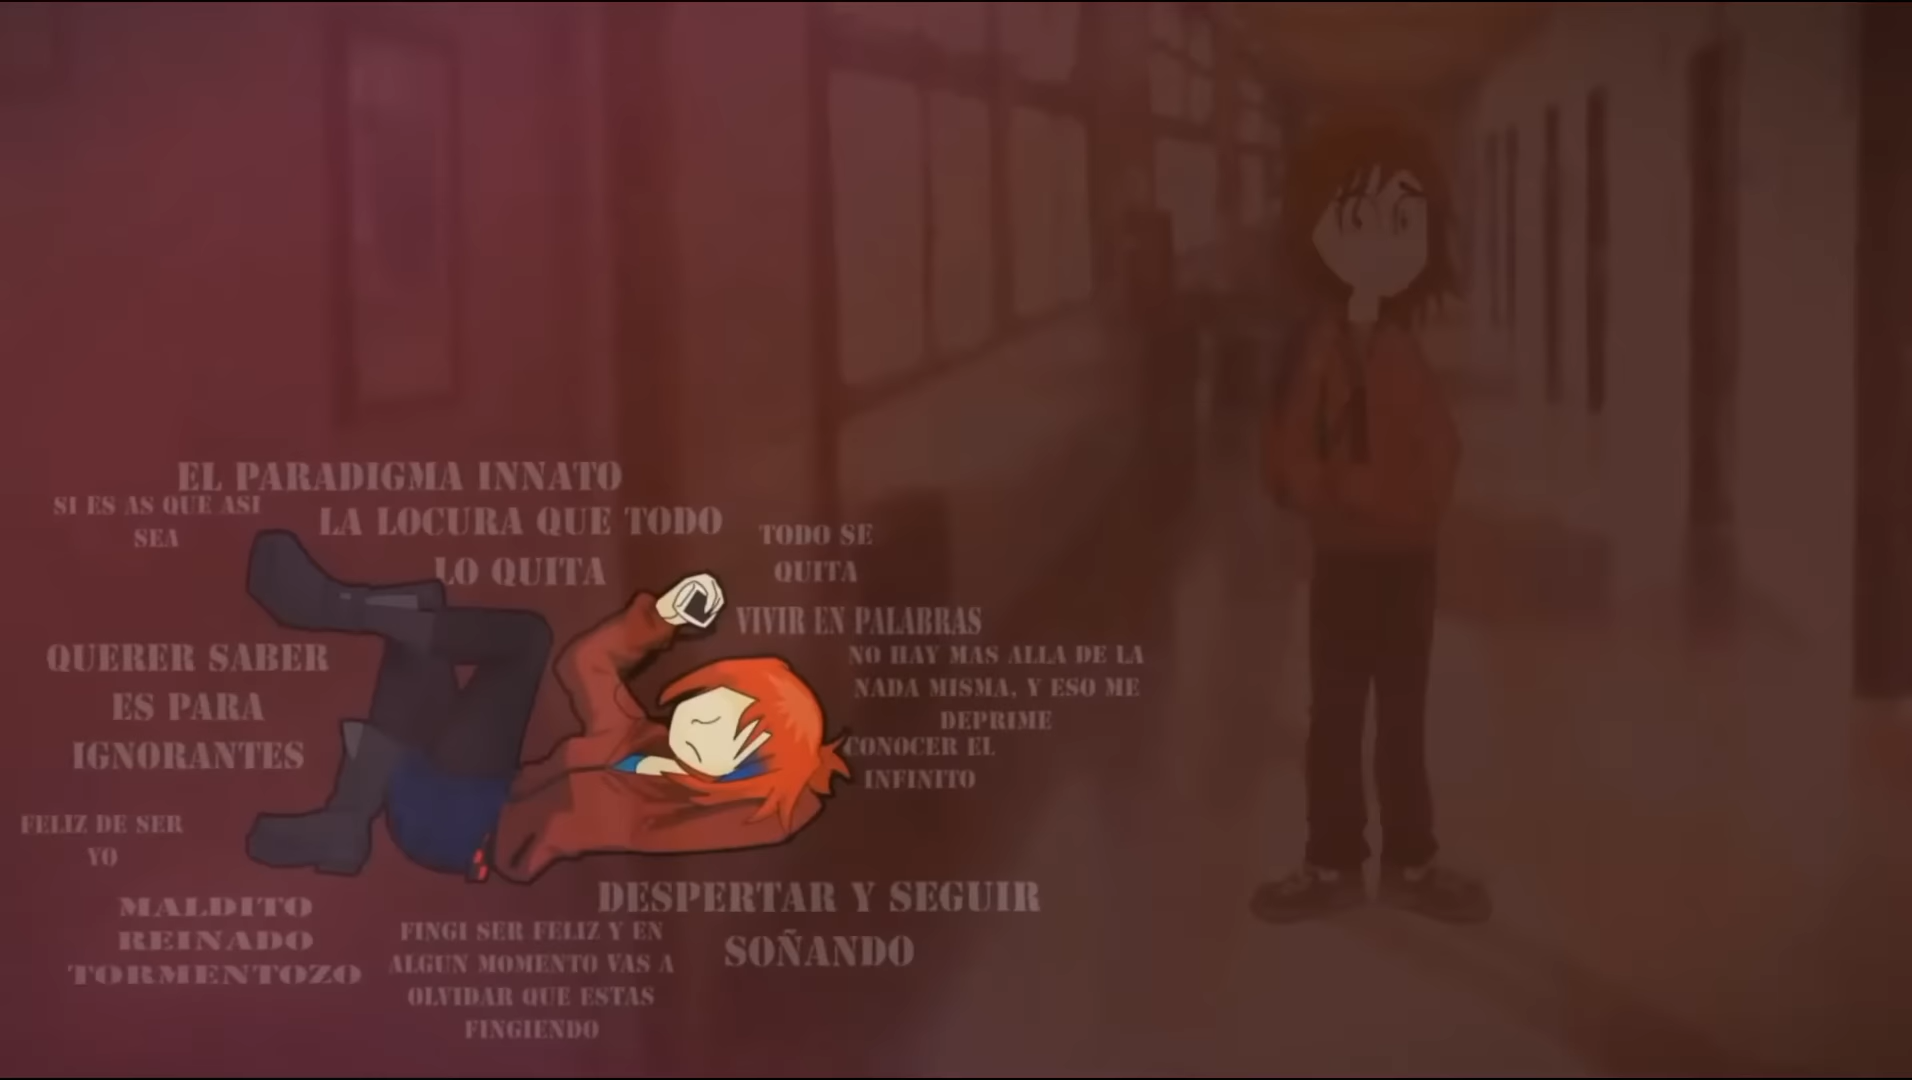 EL PARADIGMA INNATO
SI ES AS QUE ASI
SEA
LA LOCURA QUE TODO
LO QUITA
TODO SE
QUITA
VIVIR EN PALABRAS
NO HAY MAS ALLA DE LA
NADA MISMA, Y ESO ME
DEPRIME
CONOCER EL
INFINITO
QUERER SABER
ES PARA
IGNORANTES
FELIZ DE SER
YO
MALDITO
REINADO
TORMENTOZO
FINGI SER FELIZ Y EN
ALGUN MOMENTO VAS A
OLVIDAR QUE ESTAS
FINGIENDO
DESPERTAR Y SEGUIR
SOÑANDO